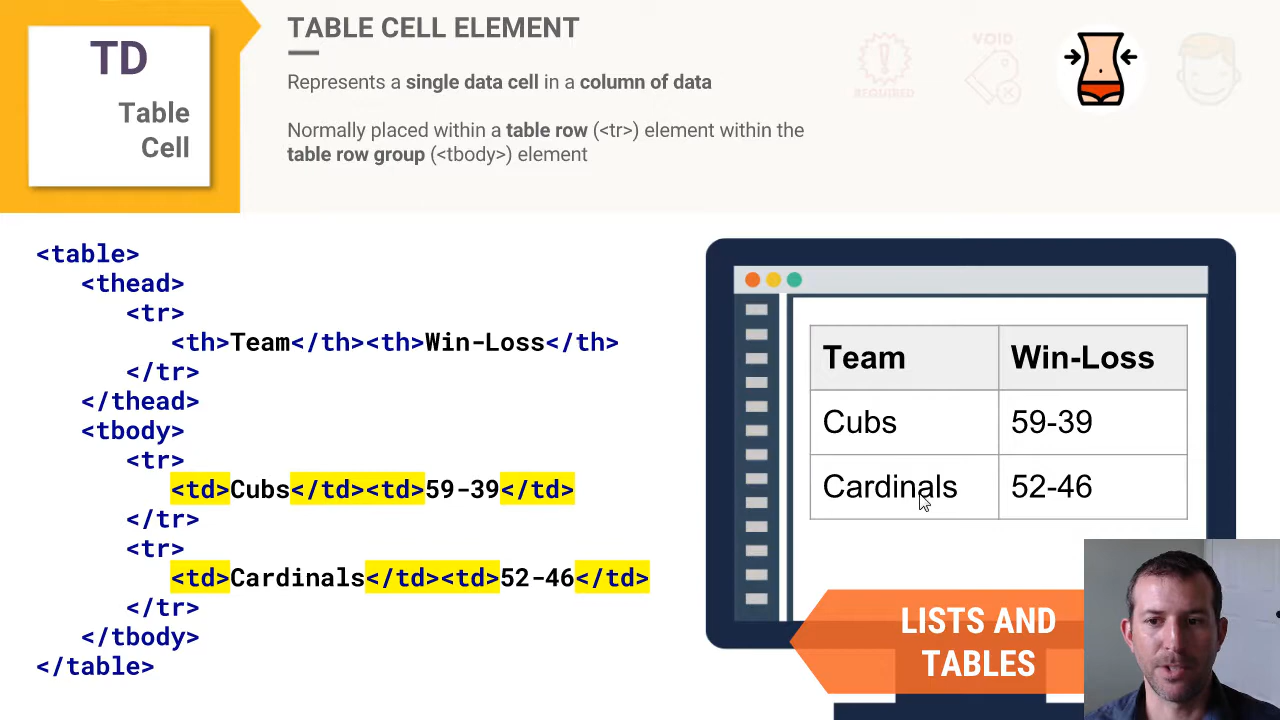 TD
Table
Cell
TABLE CELL ELEMENT
Represents a single data cell in a column of data
Normally placed within a table row (<tr>) element within the
table row group (<tbody>) element
REQUIRED
VOID
<table>
<thead>
<tr>
<th>Team</th><th>Win-Loss</th>
</tr>
</thead>
<tbody>
<tr>
<td>Cubs</td><td>59-39</td>
</tr>
<tr>
<td>Cardinals</td><td>52-46</td>
</tr>
</tbody>
</table>
Team Win-Loss
Cubs 59-39
Cardinals 52-46
LISTS AND
TABLES